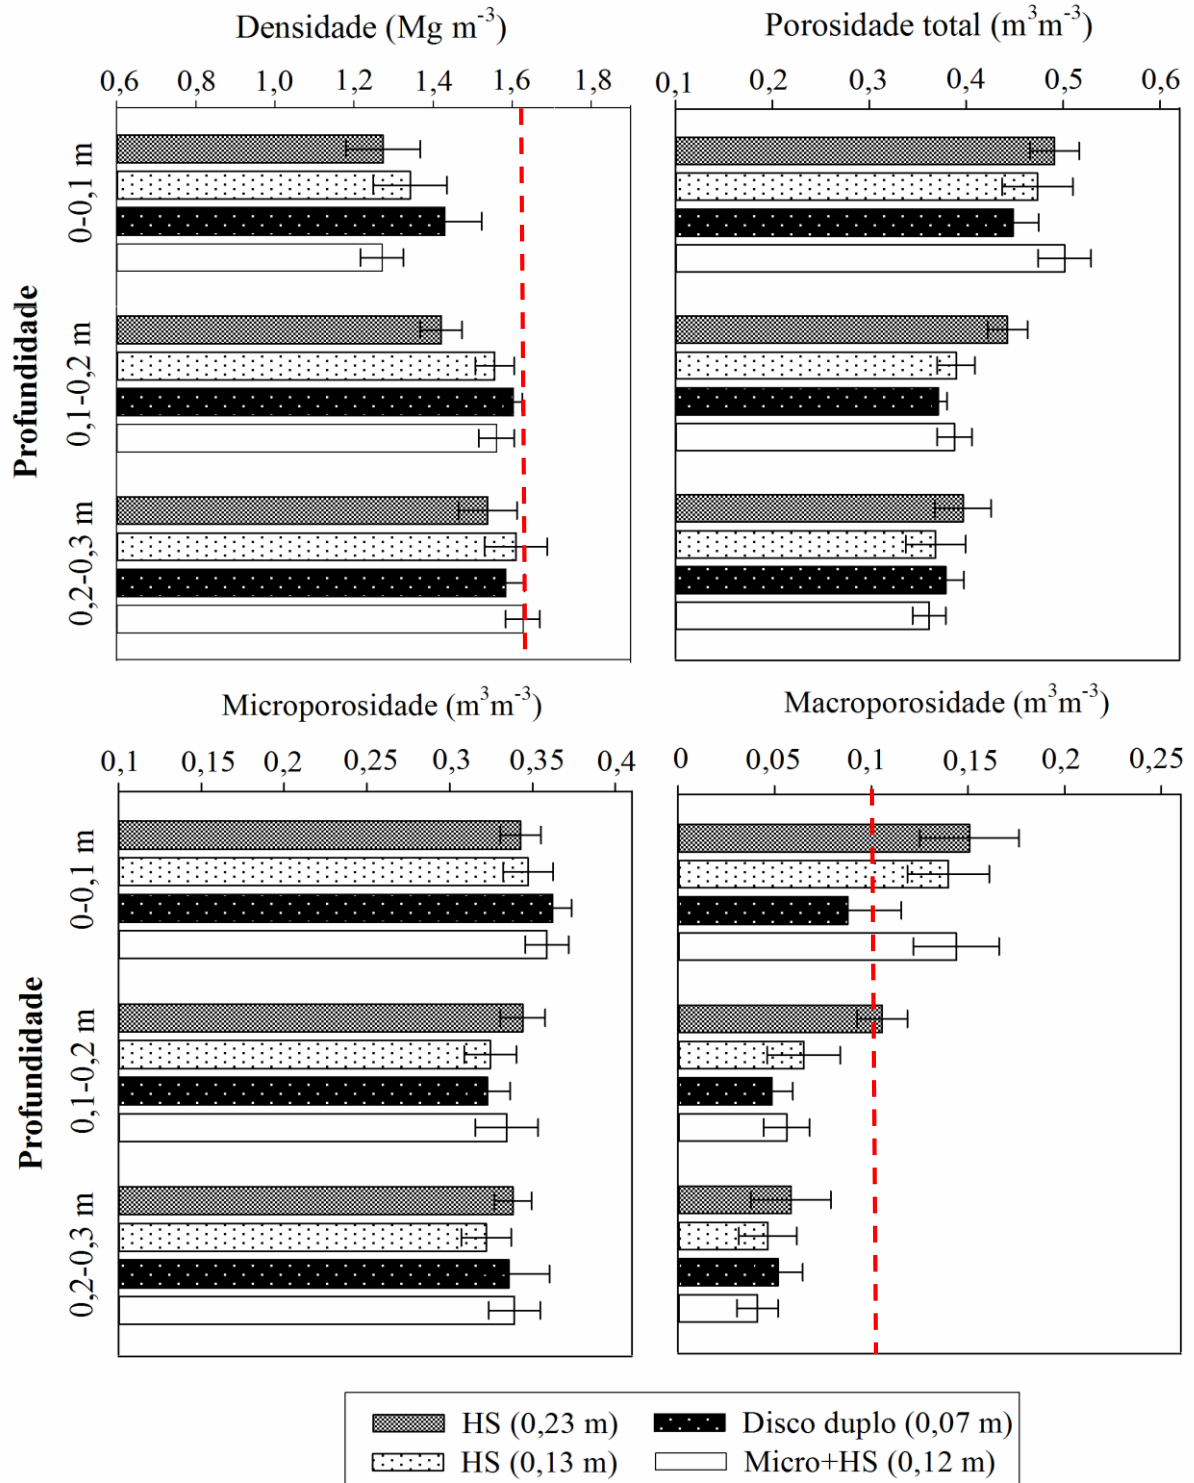 Densidade (Mg m-3)
0,6 1,0 1,2 1,4 1,6 1,8
Porosidade total (m3m-3)
0,1 0,2 0,3 0,4 0,5 0,6
Profundidade
0-0,1 m
0,1-0,2 m
0,2-0,3 m
Microporosidade (m3m-3)
0,1 0,15 0,2 0,25 0,3 0,35 0,4
Macroporosidade (m3m-3)
0 0,05 0,1 0,15 0,2 0,25
Profundidade
0-0,1 m
0,1-0,2 m
0,2-0,3 m
HS (0,23 m) Disco duplo (0,07 m)
HS (0,13 m) Micro+HS (0,12 m)